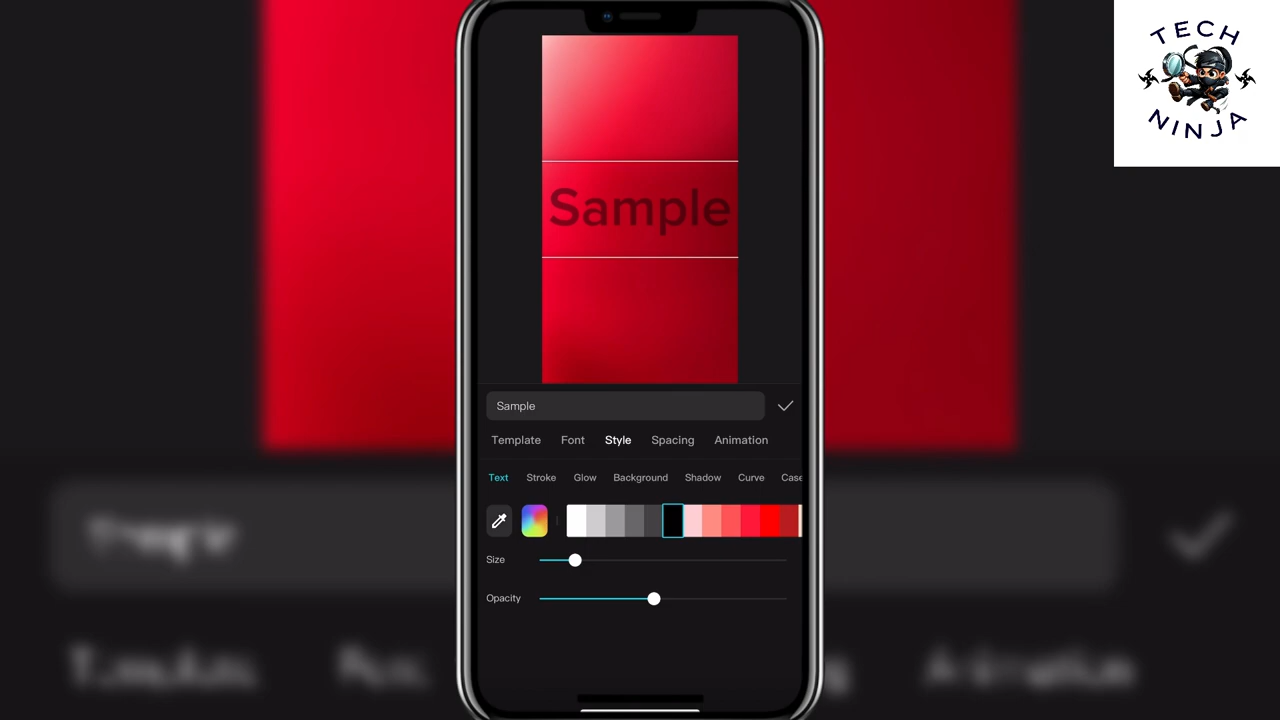 TECH
NINJA
Sample
Sample
Template Font Style Spacing Animation
Text Stroke Glow Background Shadow Curve Case
Size
Opacity